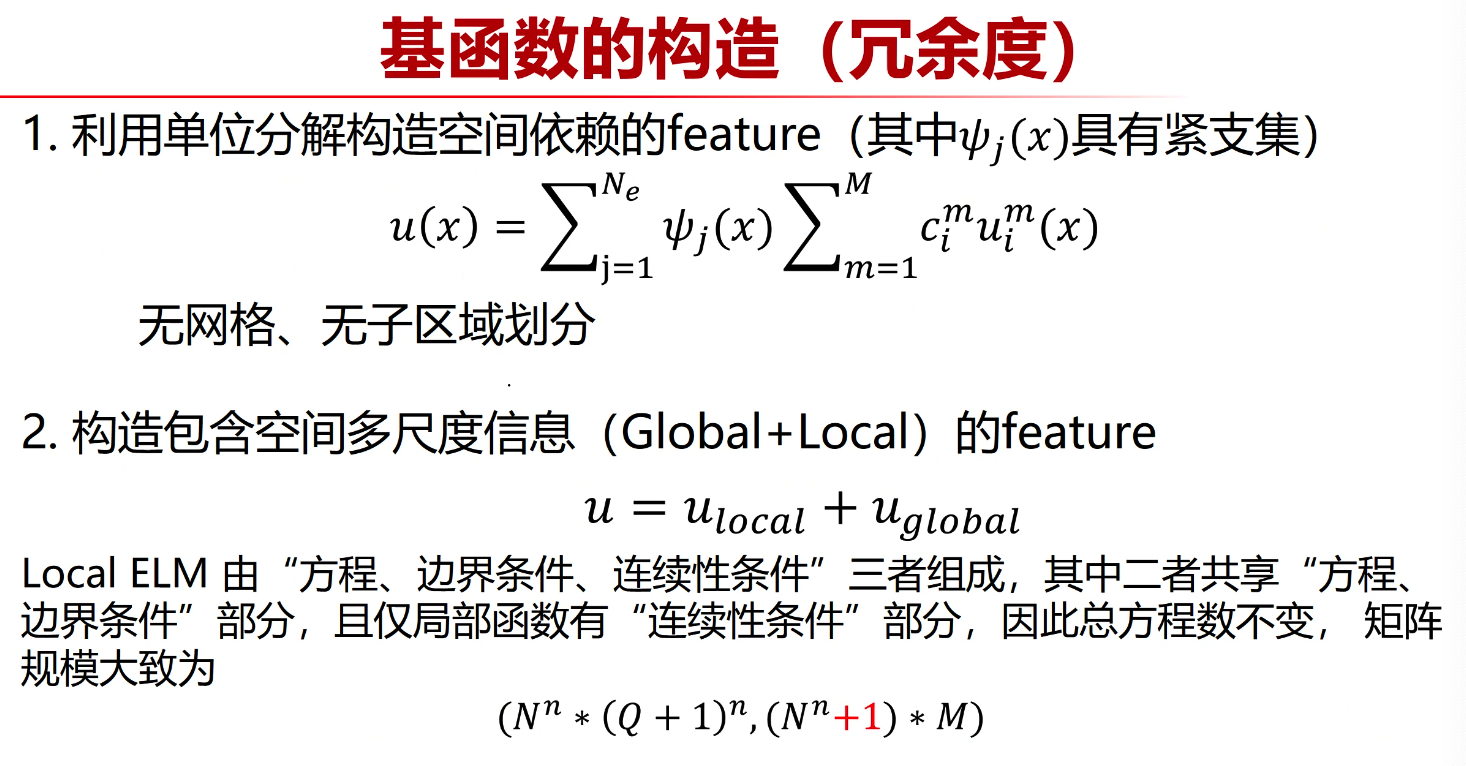 基函数的构造（冗余度）
1. 利用单位分解构造空间依赖的feature（其中ψ_j(x)具有紧支集）
u(x) = ∑_{j=1}^{N_e} ψ_j(x) ∑_{m=1}^{M} c_i^m u_i^m(x)
无网格、无子区域划分
2. 构造包含空间多尺度信息（Global+Local）的feature
u = u_{local} + u_{global}
Local ELM 由“方程、边界条件、连续性条件”三者组成，其中二者共享“方程、
边界条件”部分，且仅局部函数有“连续性条件”部分，因此总方程数不变， 矩阵
规模大致为
(N^n * (Q + 1)^n, (N^n+1) * M)